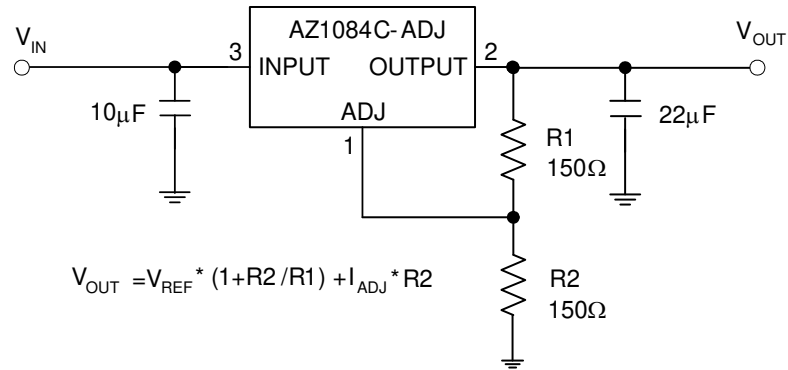 AZ1084C-ADJ
V_IN
3
INPUT
OUTPUT
2
V_OUT
10μF
ADJ
1
22μF
R1
150Ω
V_OUT =V_REF* (1+R2/R1) +I_ADJ*R2
R2
150Ω